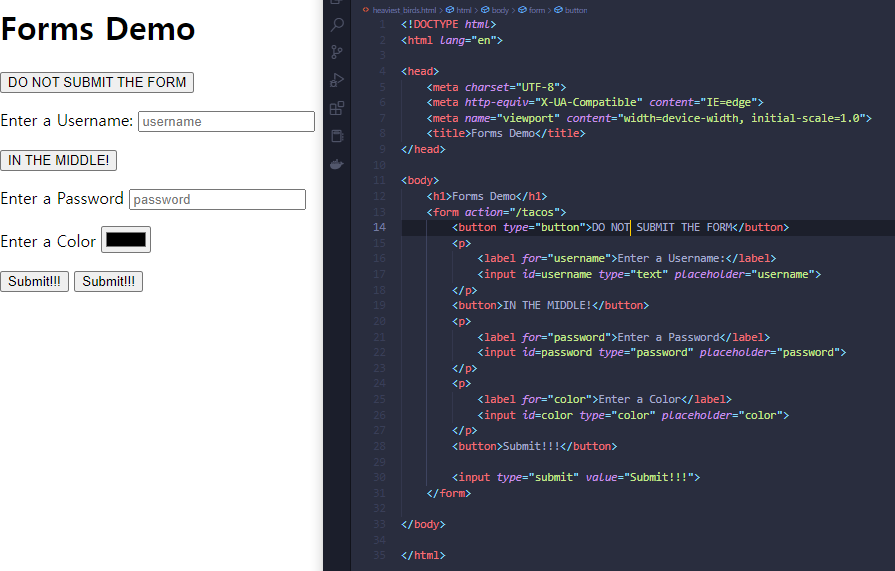 Forms Demo
DO NOT SUBMIT THE FORM
Enter a Username: username
IN THE MIDDLE!
Enter a Password password
Enter a Color
Submit!!! Submit!!!
heaviest_birds.html > html > body > form > button
1 <!DOCTYPE html>
2 <html lang="en">
3
4 <head>
5 <meta charset="UTF-8">
6 <meta http-equiv="X-UA-Compatible" content="IE=edge">
7 <meta name="viewport" content="width=device-width, initial-scale=1.0">
8 <title>Forms Demo</title>
9 </head>
10
11 <body>
12 <h1>Forms Demo</h1>
13 <form action="/tacos">
14 <button type="button">DO NOT SUBMIT THE FORM</button>
15 <p>
16 <label for="username">Enter a Username:</label>
17 <input id=username type="text" placeholder="username">
18 </p>
19 <button>IN THE MIDDLE!</button>
20 <p>
21 <label for="password">Enter a Password</label>
22 <input id=password type="password" placeholder="password">
23 </p>
24 <p>
25 <label for="color">Enter a Color</label>
26 <input id=color type="color" placeholder="color">
27 </p>
28 <button>Submit!!!</button>
29
30 <input type="submit" value="Submit!!!">
31 </form>
32
33 </body>
34
35 </html>